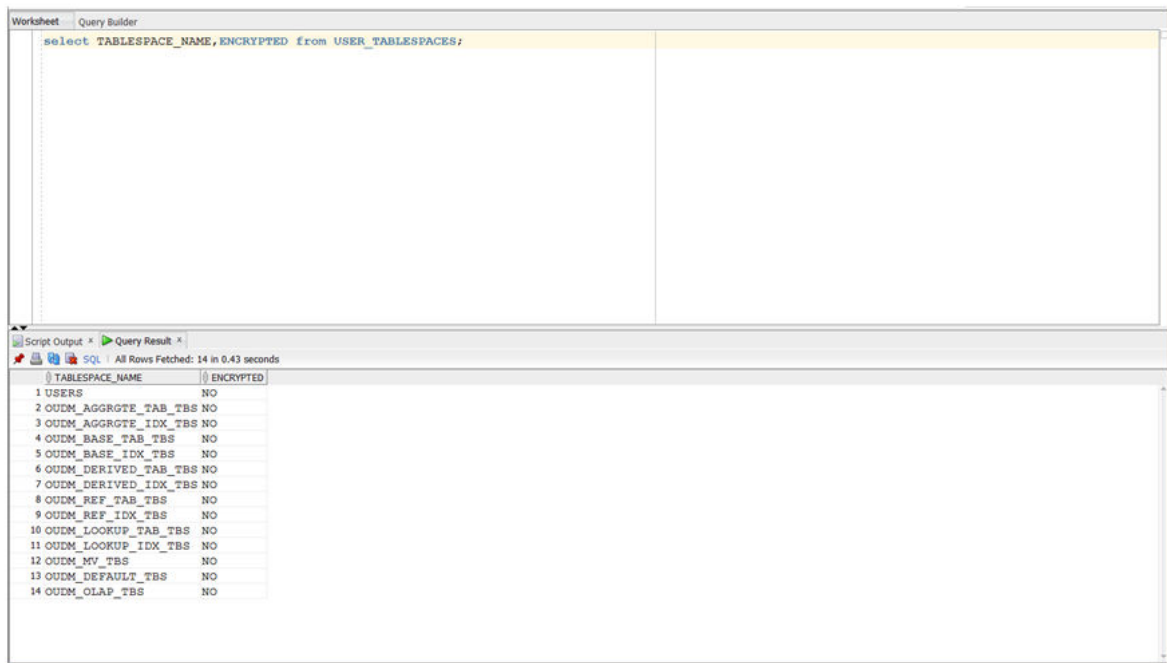 Worksheet Query Builder
select TABLESPACE_NAME,ENCRYPTED from USER_TABLESPACES;
Script Output × Query Result ×
SQL | All Rows Fetched: 14 in 0.43 seconds
TABLESPACE_NAME ENCRYPTED
1 USERS NO
2 OUDM_AGGRGTE_TAB_TBS NO
3 OUDM_AGGRGTE_IDX_TBS NO
4 OUDM_BASE_TAB_TBS NO
5 OUDM_BASE_IDX_TBS NO
6 OUDM_DERIVED_TAB_TBS NO
7 OUDM_DERIVED_IDX_TBS NO
8 OUDM_REF_TAB_TBS NO
9 OUDM_REF_IDX_TBS NO
10 OUDM_LOOKUP_TAB_TBS NO
11 OUDM_LOOKUP_IDX_TBS NO
12 OUDM_MV_TBS NO
13 OUDM_DEFAULT_TBS NO
14 OUDM_OLAP_TBS NO